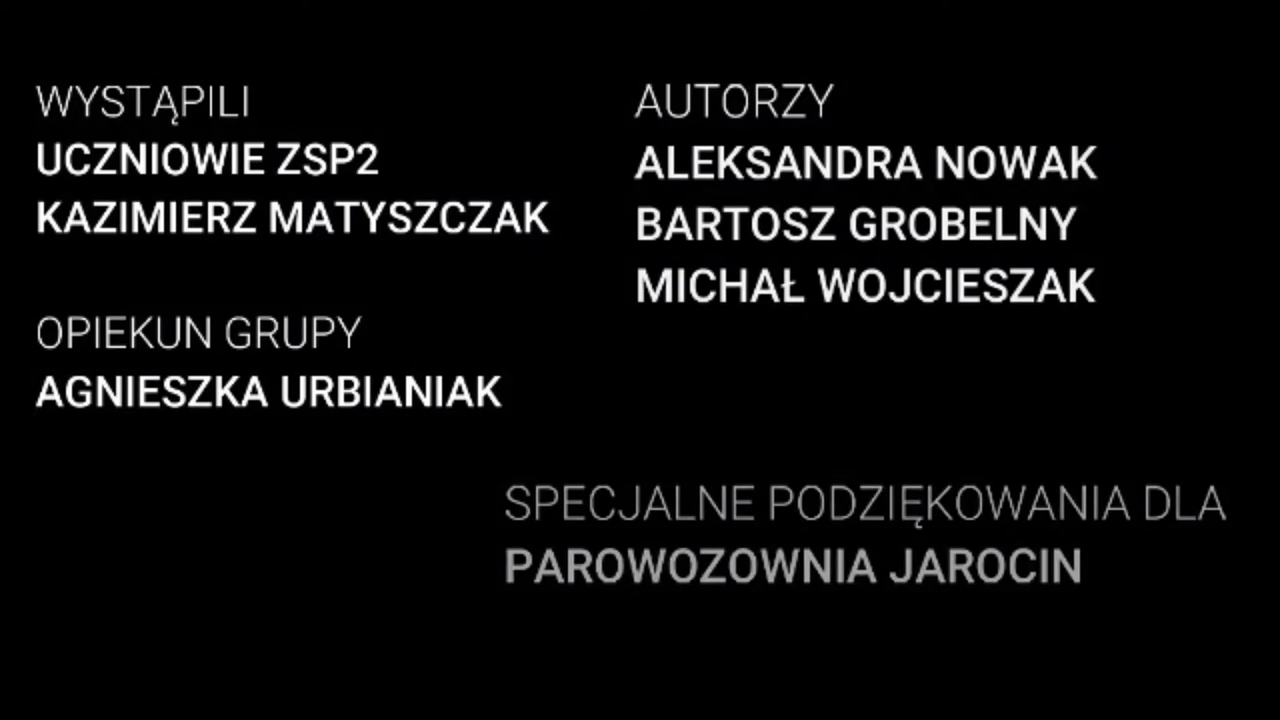 WYSTĄPILI
UCZNIOWIE ZSP2
KAZIMIERZ MATYSZCZAK
OPIEKUN GRUPY
AGNIESZKA URBIANIAK
AUTORZY
ALEKSANDRA NOWAK
BARTOSZ GROBELNY
MICHAŁ WOJCIESZAK
SPECJALNE PODZIĘKOWANIA DLA
PAROWOZOWNIA JAROCIN